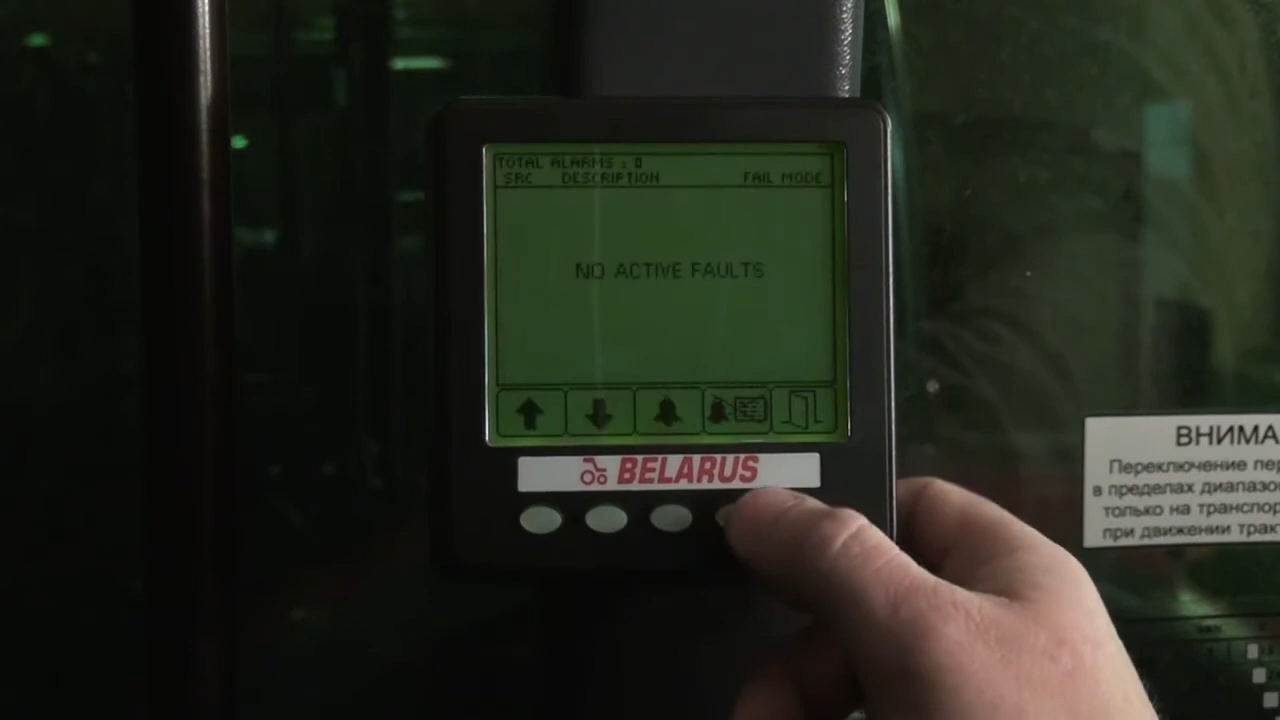 TOTAL ALARMS : 0
SRC DESCRIPTION FAIL MODE
NO ACTIVE FAULTS
BELARUS
ВНИМА
Переключение пер
в пределах диапазо
только на транспор
при движении трак